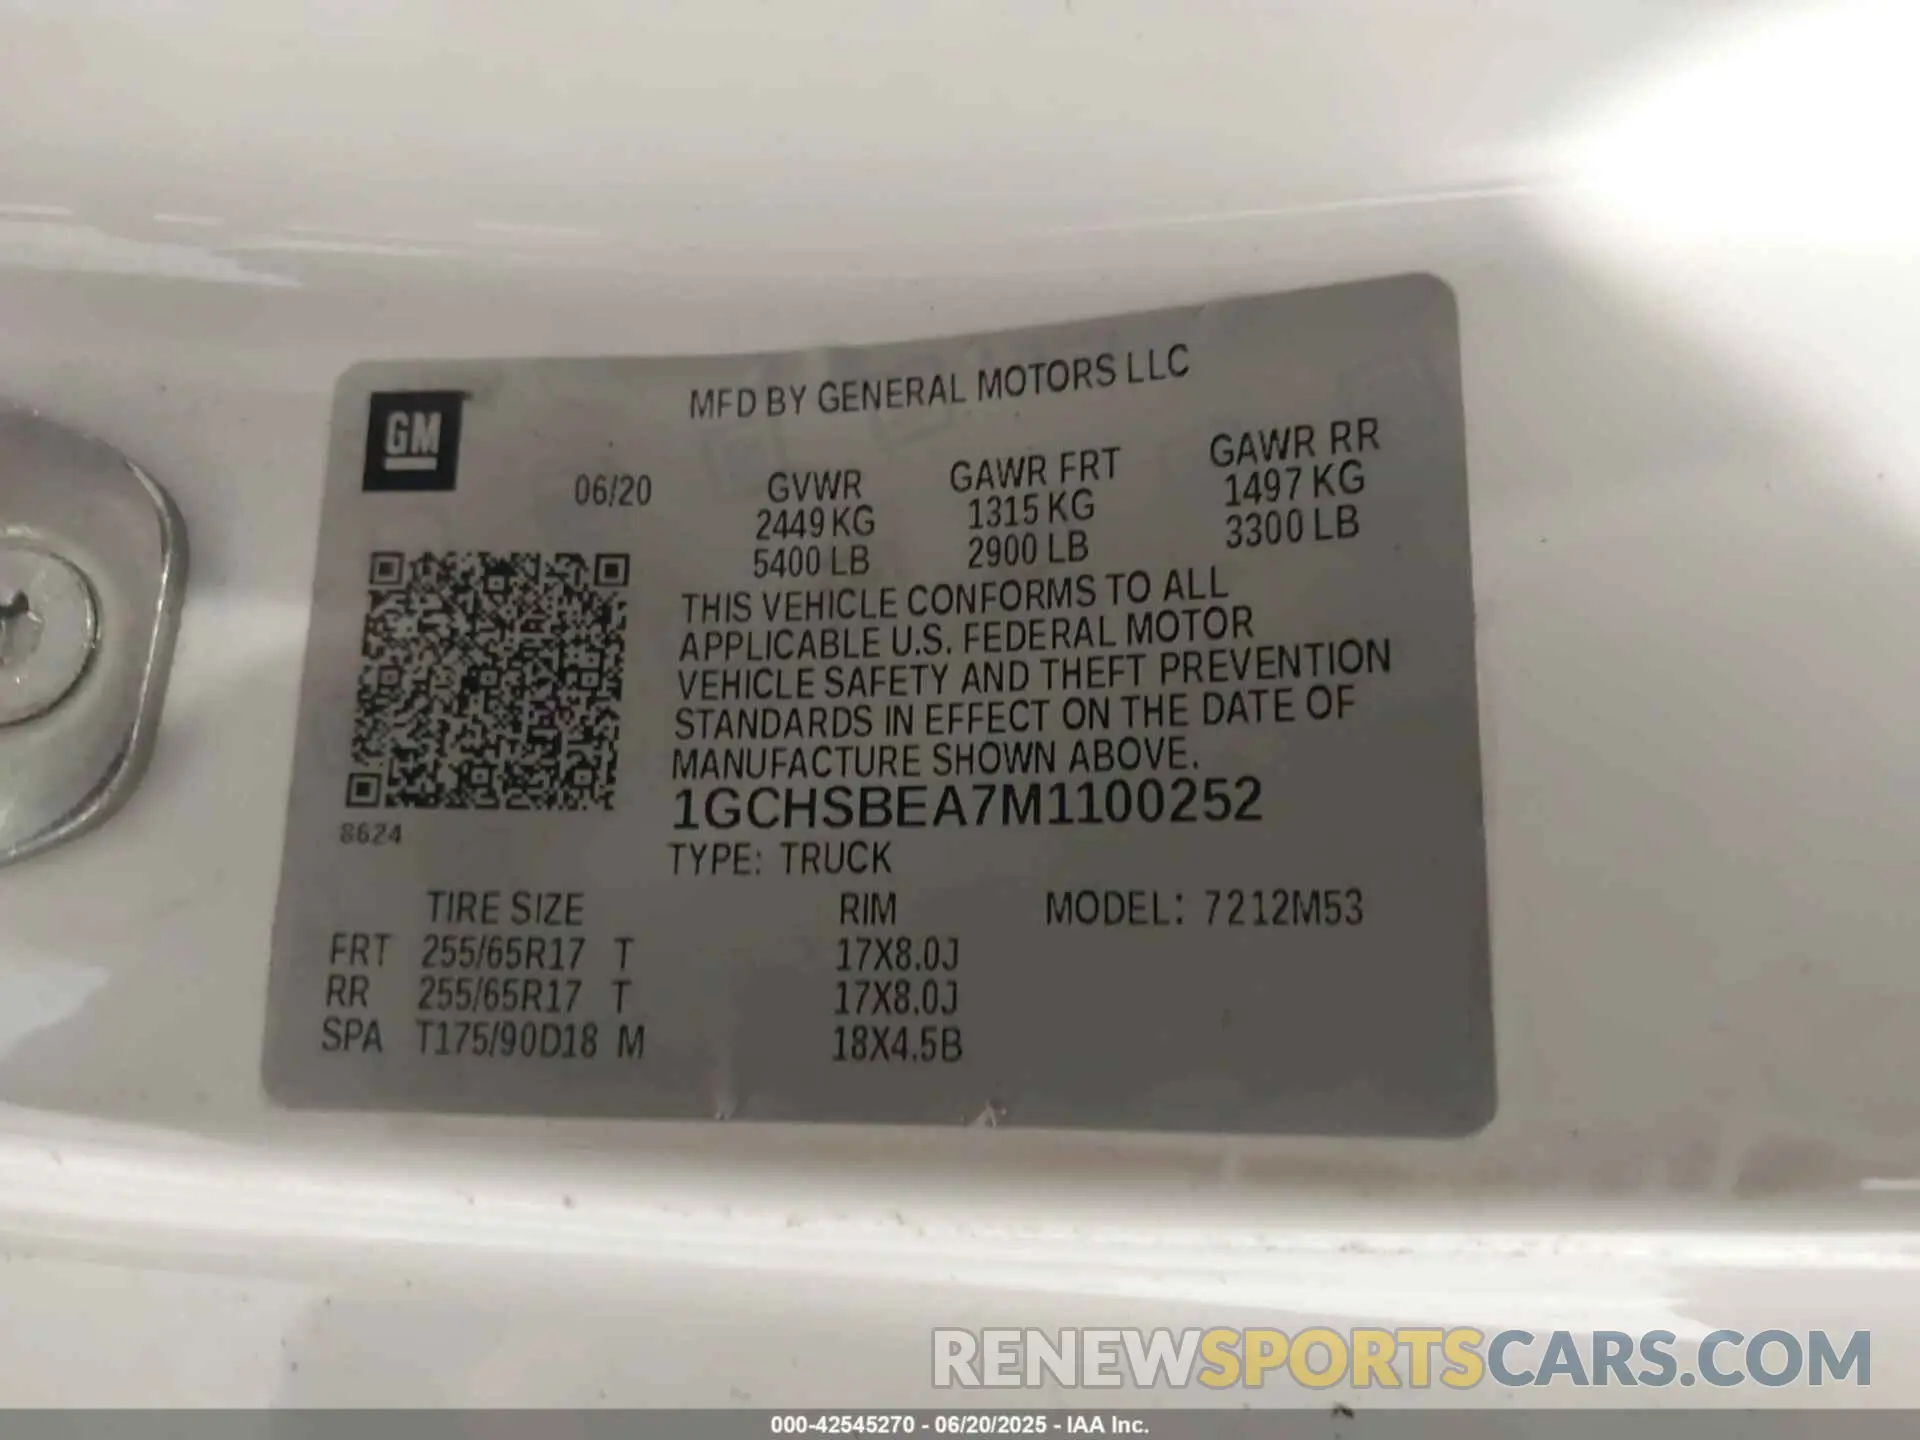 MFD BY GENERAL MOTORS LLC
GM
06/20 GVWR GAWR FRT GAWR RR
2449 KG 1315 KG 1497 KG
5400 LB 2900 LB 3300 LB
THIS VEHICLE CONFORMS TO ALL
APPLICABLE U.S. FEDERAL MOTOR
VEHICLE SAFETY AND THEFT PREVENTION
STANDARDS IN EFFECT ON THE DATE OF
MANUFACTURE SHOWN ABOVE.
1GCHSBEA7M1100252
8624
TYPE: TRUCK
TIRE SIZE RIM MODEL: 7212M53
FRT 255/65R17 T 17X8.0J
RR 255/65R17 T 17X8.0J
SPA T175/90D18 M 18X4.5B
RENEWSPORTSCARS.COM
000-42545270 - 06/20/2025 - IAA Inc.